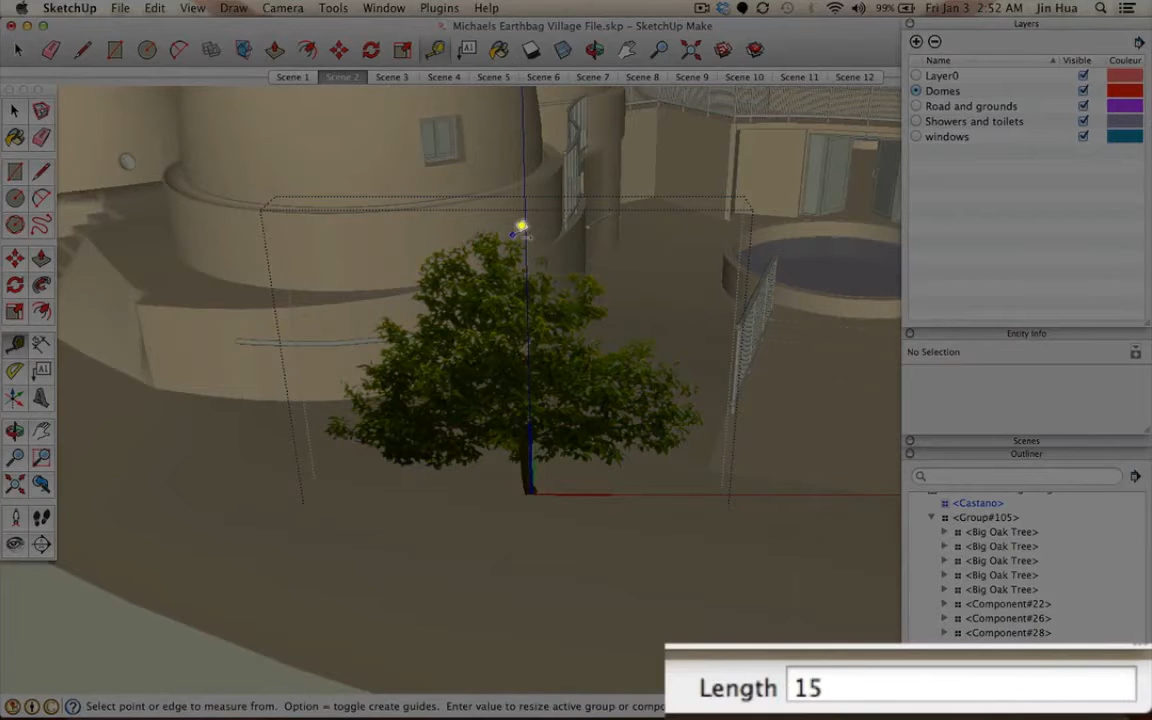 SketchUp File Edit View Draw Camera Tools Window Plugins Help 99% Fri Jan 3 2:52 AM Jin Hua
Michaels Earthbag Village File.skp - SketchUp Make
Layers
Scene 1 Scene 2 Scene 3 Scene 4 Scene 5 Scene 6 Scene 7 Scene 8 Scene 9 Scene 10 Scene 11 Scene 12
Name Visible Couleur
Layer0
Domes
Road and grounds
Showers and toilets
windows
Entity Info
No Selection
Scenes
Outliner
<Castano>
<Group#105>
<Big Oak Tree>
<Big Oak Tree>
<Big Oak Tree>
<Big Oak Tree>
<Big Oak Tree>
<Component#22>
<Component#26>
<Component#28>
Length 15
Select point or edge to measure from. Option = toggle create guides. Enter value to resize active group or compo